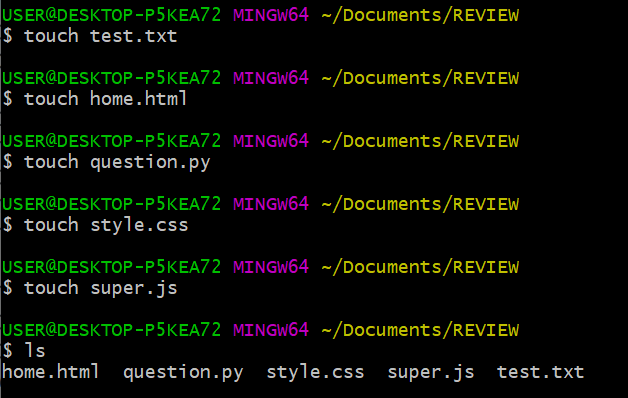 USER@DESKTOP-P5KEA72 MINGW64 ~/Documents/REVIEW
$ touch test.txt
USER@DESKTOP-P5KEA72 MINGW64 ~/Documents/REVIEW
$ touch home.html
USER@DESKTOP-P5KEA72 MINGW64 ~/Documents/REVIEW
$ touch question.py
USER@DESKTOP-P5KEA72 MINGW64 ~/Documents/REVIEW
$ touch style.css
USER@DESKTOP-P5KEA72 MINGW64 ~/Documents/REVIEW
$ touch super.js
USER@DESKTOP-P5KEA72 MINGW64 ~/Documents/REVIEW
$ ls
home.html  question.py  style.css  super.js  test.txt